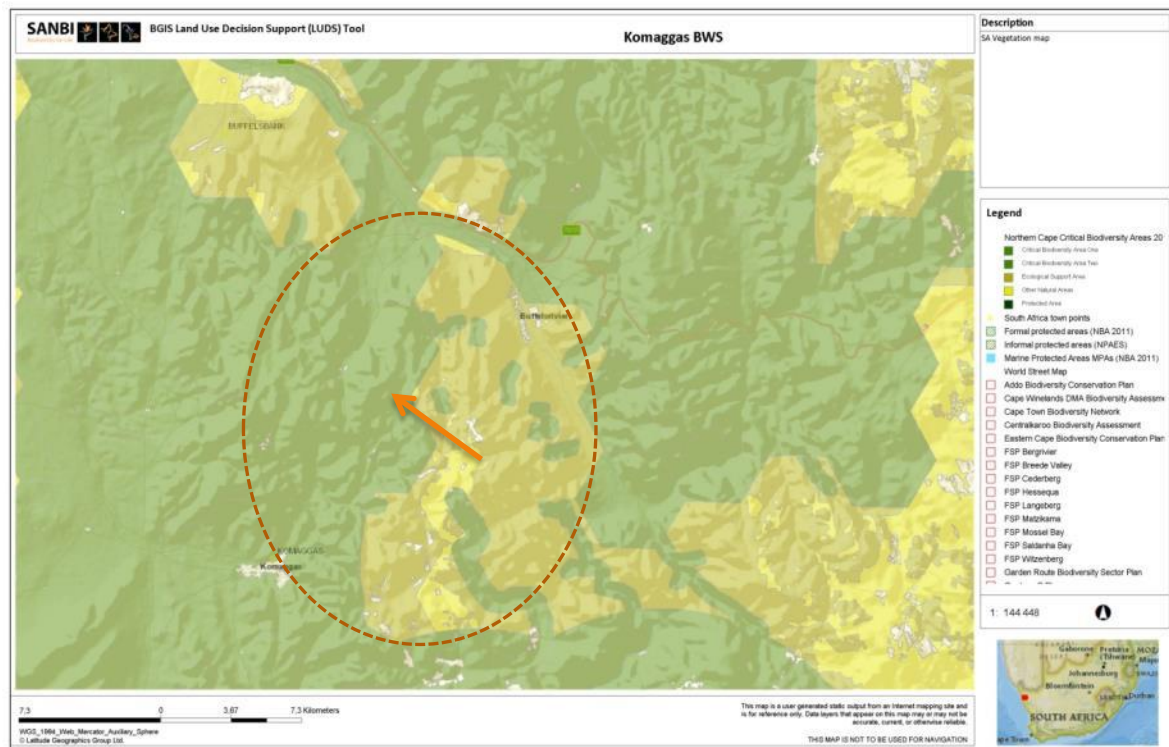 SANBI
BGIS Land Use Decision Support (LUDS) Tool
Komaggas BWS
Description
SA Vegetation map
BUFFELSBANK
KOMAGGAS
Komaggas
Legend
Northern Cape Critical Biodiversity Areas 20
Critical Biodiversity Area One
Critical Biodiversity Area Two
Ecological Support Area
Other Natural Areas
Protected Area
South Africa town points
Formal protected areas (NBA 2011)
Informal protected areas (NPAES)
Marine Protected Areas MPAs (NBA 2011)
World Street Map
Addo Biodiversity Conservation Plan
Cape Winelands DMA Biodiversity Assessme
Cape Town Biodiversity Network
Centralkaroo Biodiversity Assessment
Eastern Cape Biodiversity Conservation Plan
FSP Bergrivier
FSP Breede Valley
FSP Cederberg
FSP Hessequa
FSP Langeberg
FSP Matzikama
FSP Mossel Bay
FSP Saldanha Bay
FSP Witzenberg
Garden Route Biodiversity Sector Plan
1: 144 448
Gaborone
Pretoria
(Tshwane)
MOZ
Johannesburg
Bloemfontein
Durban
SOUTH AFRICA
7,3 0 3,67 7,3 Kilometers
WGS_1984_Web_Mercator_Auxiliary_Sphere
© Latitude Geographics Group Ltd.
This map is a user generated static output from an Internet mapping site and
is for reference only. Data layers that appear on this map may or may not be
accurate, current, or otherwise reliable.
THIS MAP IS NOT TO BE USED FOR NAVIGATION